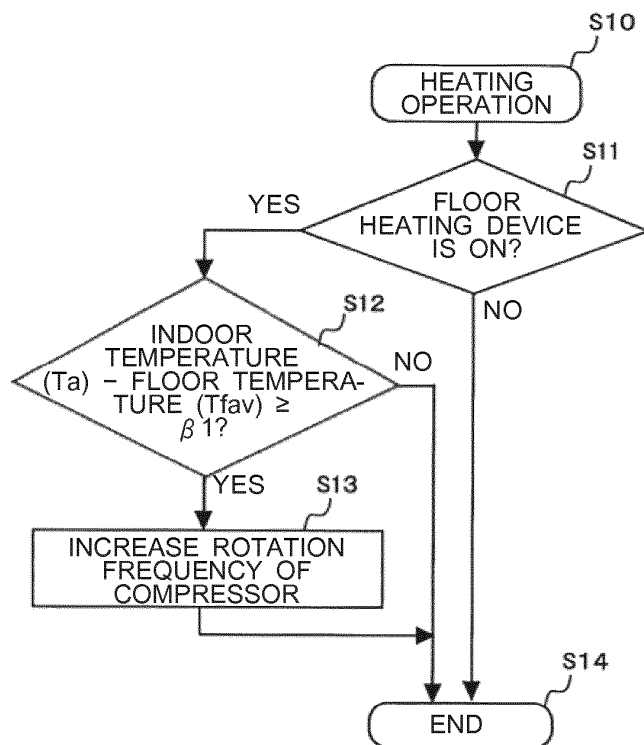 S10
HEATING
OPERATION
S11
FLOOR
HEATING DEVICE
IS ON?
YES
NO
S12
INDOOR
TEMPERATURE
(Ta) − FLOOR TEMPERA-
TURE (Tfav) ≥
β1?
NO
YES
S13
INCREASE ROTATION
FREQUENCY OF
COMPRESSOR
S14
END